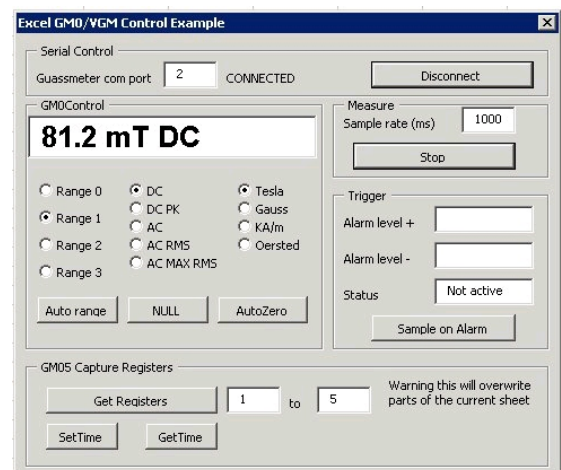 Excel GM0/VGM Control Example
Serial Control
Guassmeter com port 2 CONNECTED Disconnect
GM0Control
81.2 mT DC
Range 0
Range 1
Range 2
Range 3
DC
DC PK
AC
AC RMS
AC MAX RMS
Tesla
Gauss
KA/m
Oersted
Auto range NULL AutoZero
Measure
Sample rate (ms) 1000
Stop
Trigger
Alarm level +
Alarm level -
Status Not active
Sample on Alarm
GM05 Capture Registers
Get Registers 1 to 5
Warning this will overwrite
parts of the current sheet
SetTime GetTime